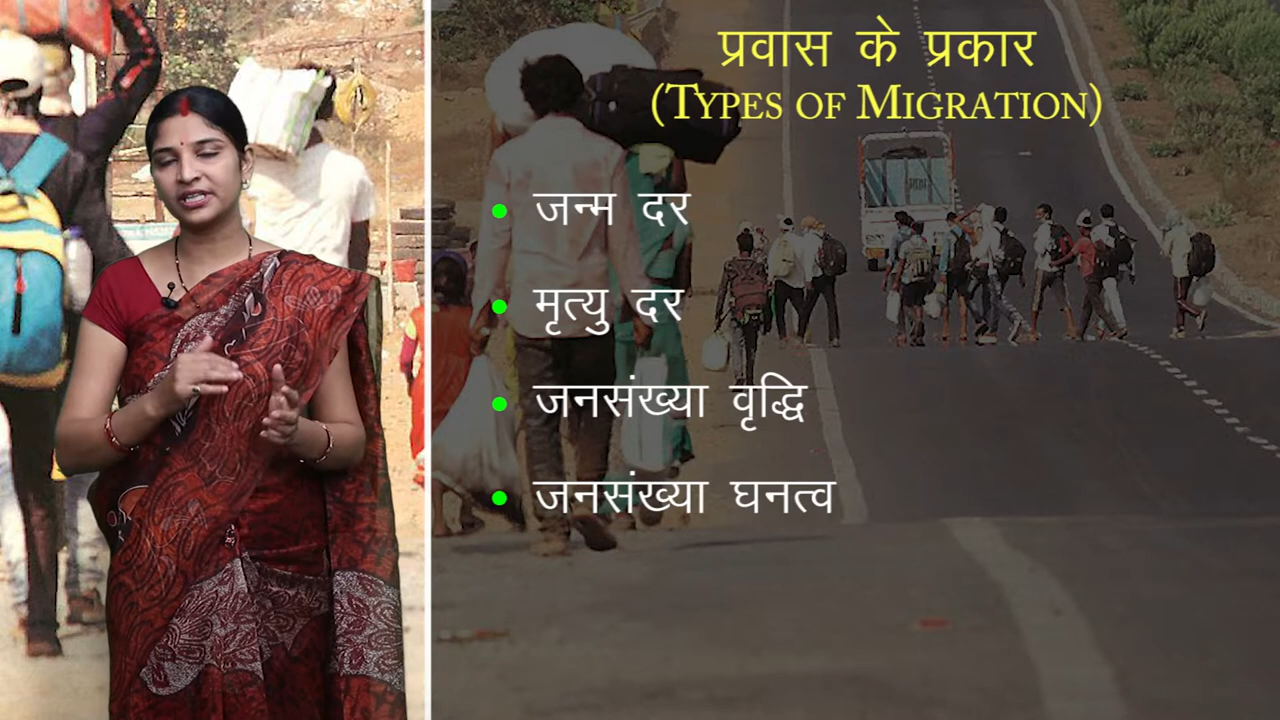 प्रवास के प्रकार
(TYPES OF MIGRATION)
जन्म दर
मृत्यु दर
जनसंख्या वृद्धि
जनसंख्या घनत्व